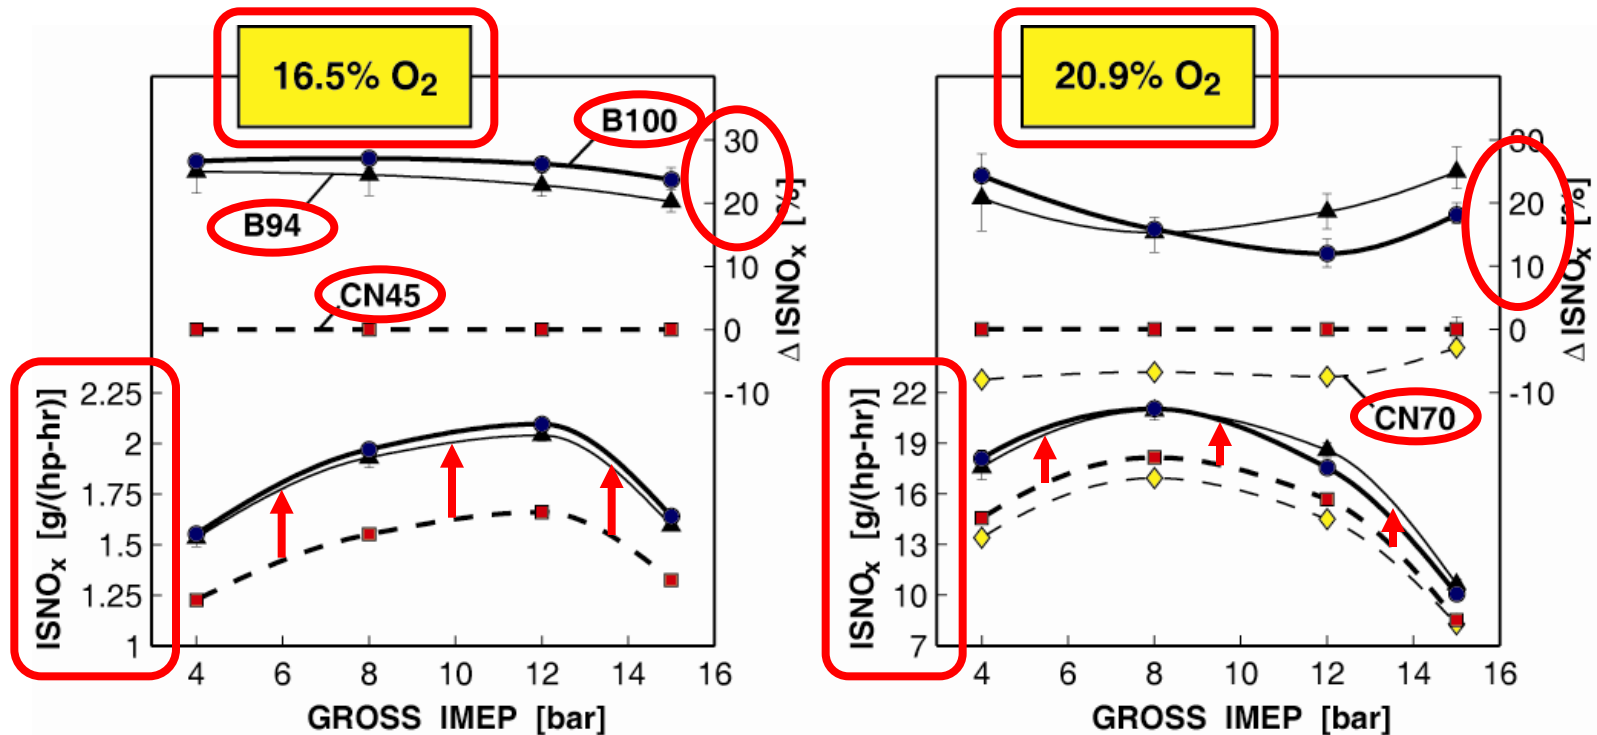 16.5% O2
B100
B94
CN45
30
20
10
0
-10
Δ ISNOx [%]
2.25
2
1.75
1.5
1.25
1
ISNOx [g/(hp-hr)]
4 6 8 10 12 14 16
GROSS IMEP [bar]
20.9% O2
30
20
10
0
-10
Δ ISNOx [%]
CN70
22
19
16
13
10
7
ISNOx [g/(hp-hr)]
4 6 8 10 12 14 16
GROSS IMEP [bar]